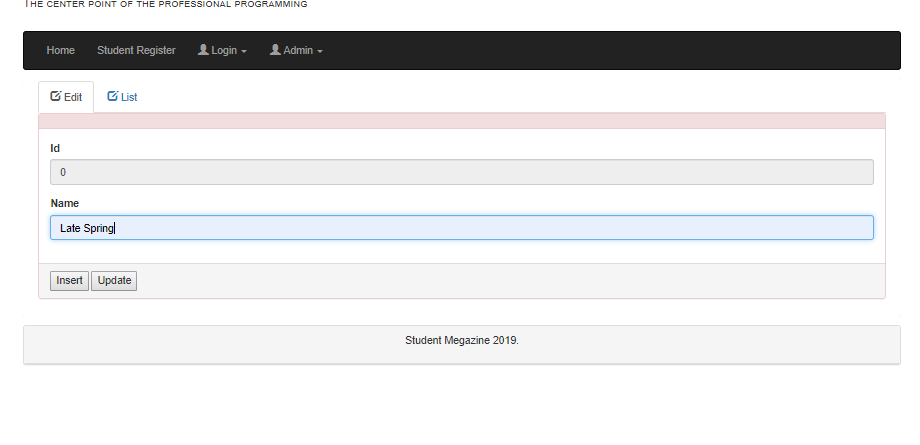 THE CENTER POINT OF THE PROFESSIONAL PROGRAMMING
Home Student Register Login Admin
Edit List
Id
0
Name
Late Spring
Insert Update
Student Megazine 2019.